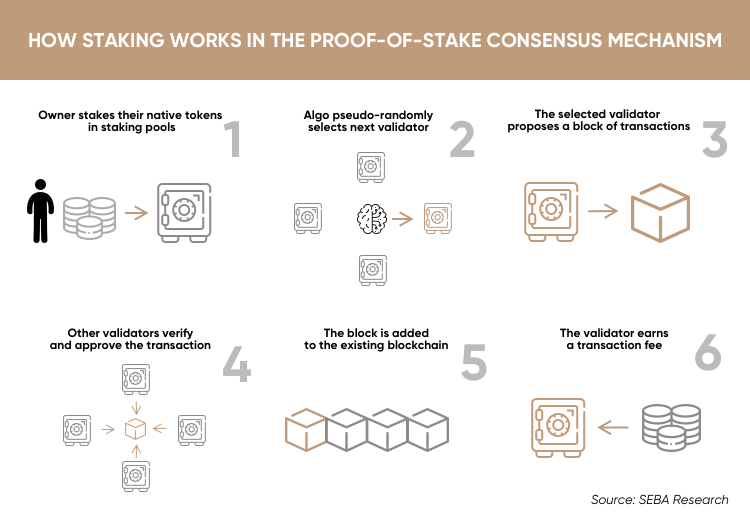 HOW STAKING WORKS IN THE PROOF-OF-STAKE CONSENSUS MECHANISM
Owner stakes their native tokens
in staking pools
1
Algo pseudo-randomly
selects next validator
2
The selected validator
proposes a block of transactions
3
Other validators verify
and approve the transaction
4
The block is added
to the existing blockchain
5
The validator earns
a transaction fee
6
Source: SEBA Research